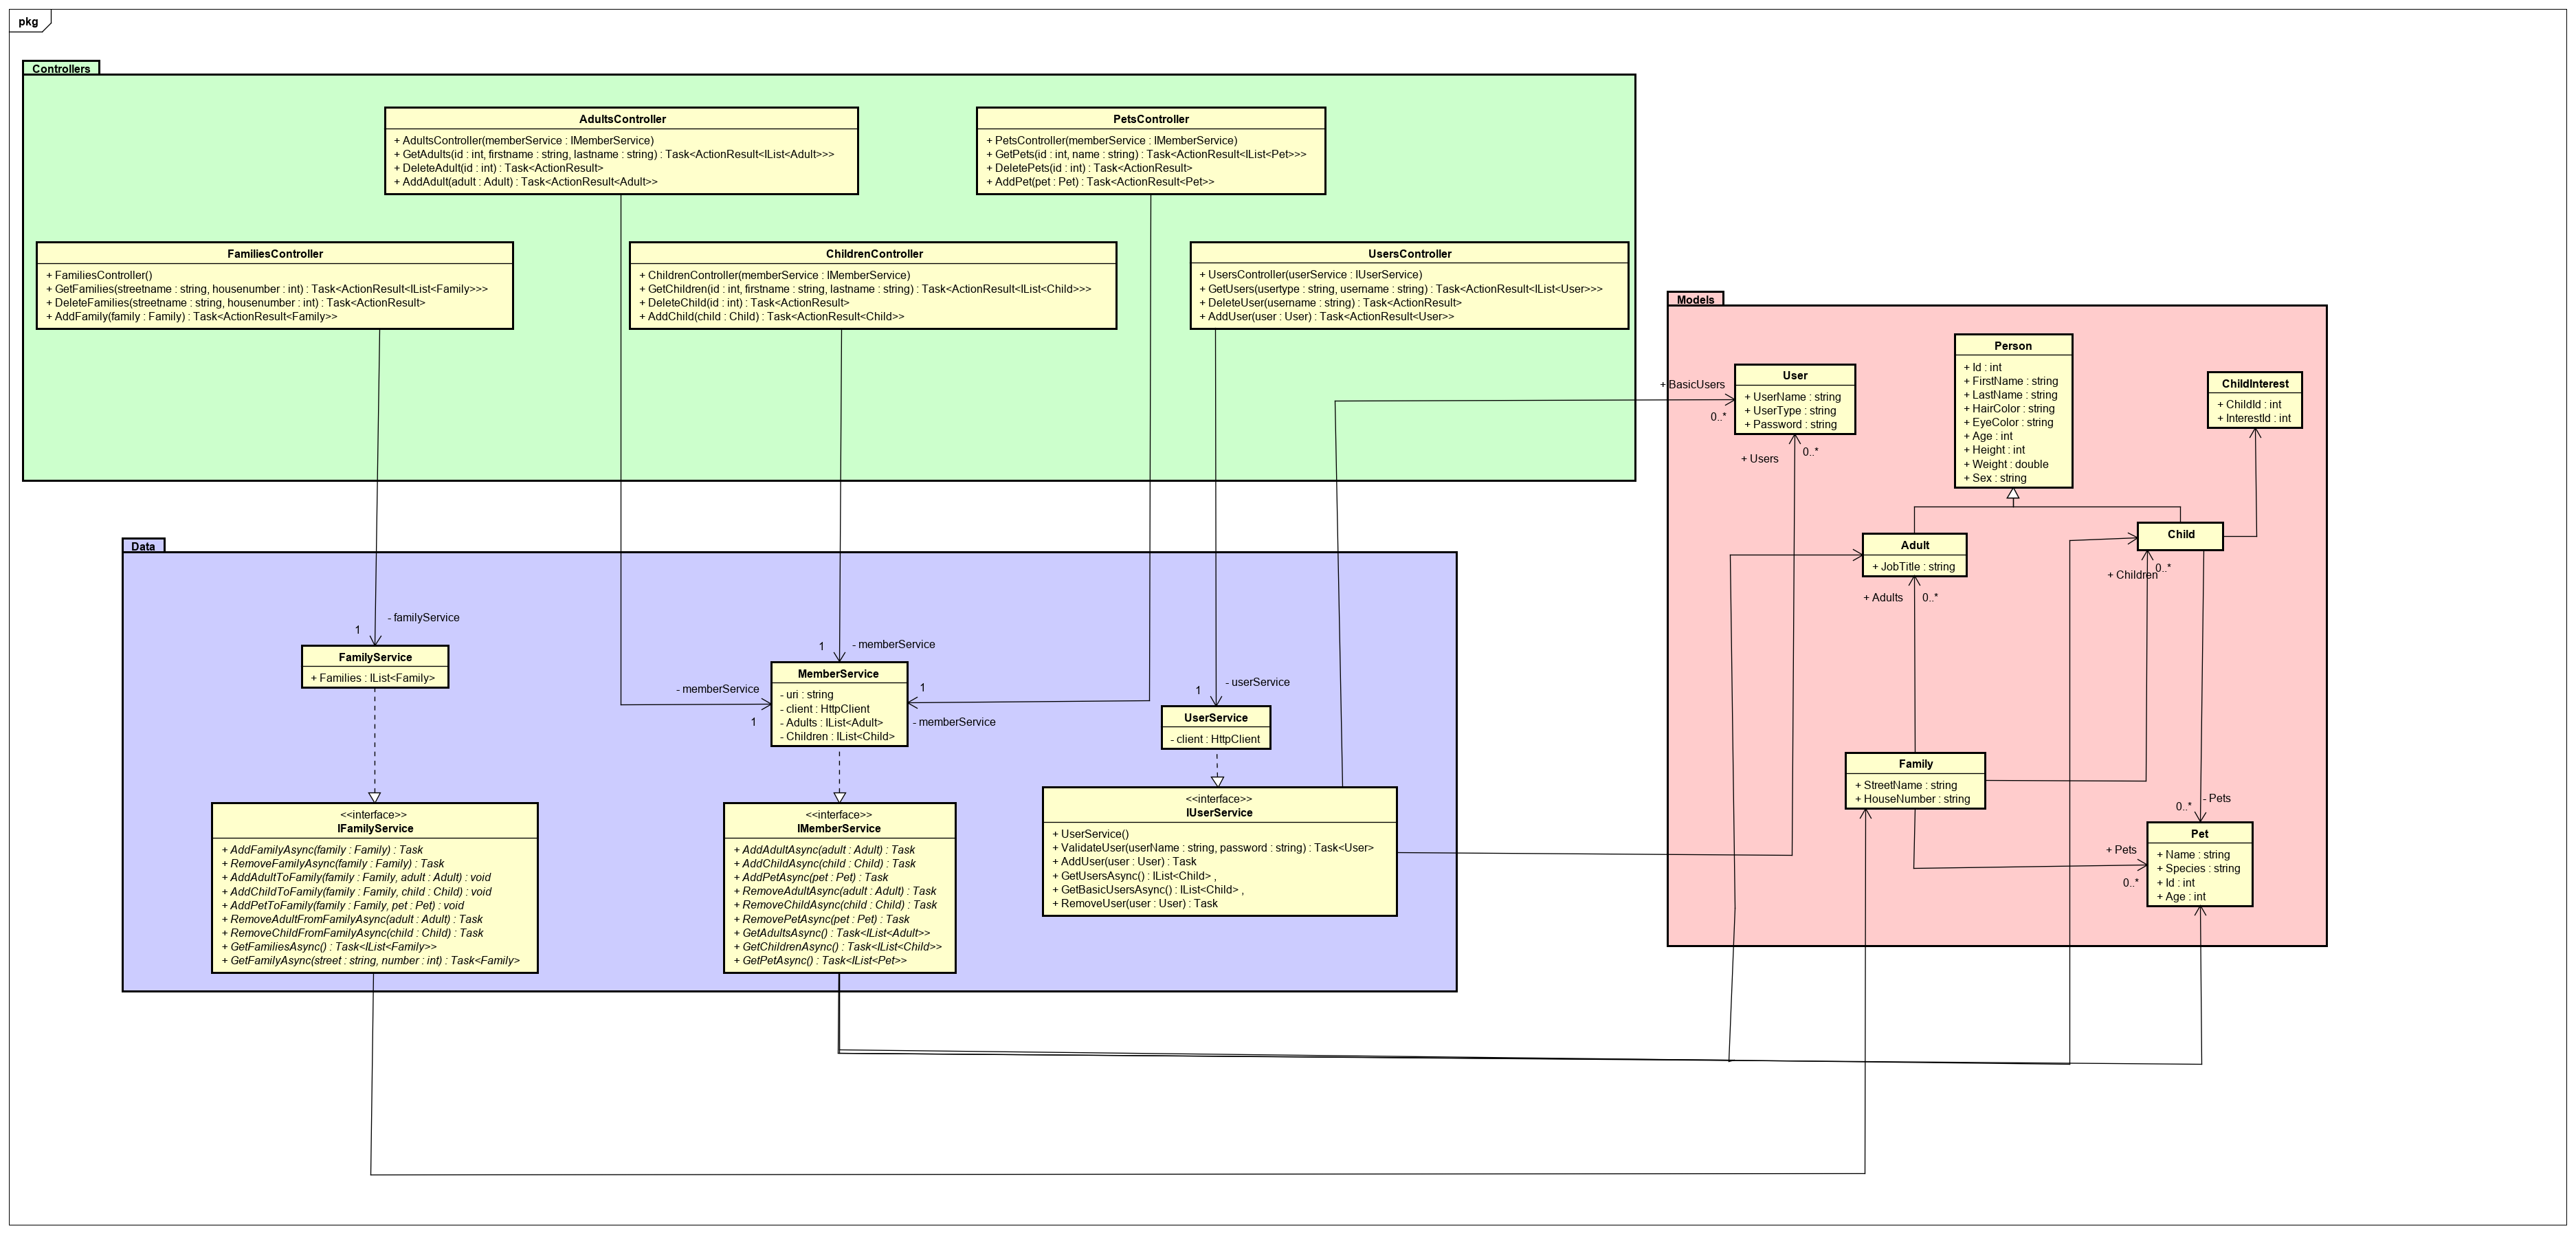 pkg
Controllers
AdultsController
+ AdultsController(memberService : IMemberService)
+ GetAdults(id : int, firstname : string, lastname : string) : Task<ActionResult<IList<Adult>>>
+ DeleteAdult(id : int) : Task<ActionResult>
+ AddAdult(adult : Adult) : Task<ActionResult<Adult>>
PetsController
+ PetsController(memberService : IMemberService)
+ GetPets(id : int, name : string) : Task<ActionResult<IList<Pet>>>
+ DeletePets(id : int) : Task<ActionResult>
+ AddPet(pet : Pet) : Task<ActionResult<Pet>>
FamiliesController
+ FamiliesController()
+ GetFamilies(streetname : string, housenumber : int) : Task<ActionResult<IList<Family>>>
+ DeleteFamilies(streetname : string, housenumber : int) : Task<ActionResult>
+ AddFamily(family : Family) : Task<ActionResult<Family>>
ChildrenController
+ ChildrenController(memberService : IMemberService)
+ GetChildren(id : int, firstname : string, lastname : string) : Task<ActionResult<IList<Child>>>
+ DeleteChild(id : int) : Task<ActionResult>
+ AddChild(child : Child) : Task<ActionResult<Child>>
UsersController
+ UsersController(userService : IUserService)
+ GetUsers(usertype : string, username : string) : Task<ActionResult<IList<User>>>
+ DeleteUser(username : string) : Task<ActionResult>
+ AddUser(user : User) : Task<ActionResult<User>>
Models
Person
+ Id : int
+ FirstName : string
+ LastName : string
+ HairColor : string
+ EyeColor : string
+ Age : int
+ Height : int
+ Weight : double
+ Sex : string
User
+ UserName : string
+ UserType : string
+ Password : string
+ BasicUsers
0..*
+ Users
0..*
ChildInterest
+ ChildId : int
+ InterestId : int
Adult
+ JobTitle : string
Child
+ Children
0..*
+ Adults
0..*
Family
+ StreetName : string
+ HouseNumber : string
- Pets
0..*
Pet
+ Name : string
+ Species : string
+ Id : int
+ Age : int
+ Pets
0..*
Data
- familyService
1
FamilyService
+ Families : IList<Family>
1
- memberService
MemberService
- uri : string
- client : HttpClient
- Adults : IList<Adult>
- Children : IList<Child>
- memberService
1
1
- memberService
- userService
1
UserService
- client : HttpClient
<<interface>>
IFamilyService
+ AddFamilyAsync(family : Family) : Task
+ RemoveFamilyAsync(family : Family) : Task
+ AddAdultToFamily(family : Family, adult : Adult) : void
+ AddChildToFamily(family : Family, child : Child) : void
+ AddPetToFamily(family : Family, pet : Pet) : void
+ RemoveAdultFromFamilyAsync(adult : Adult) : Task
+ RemoveChildFromFamilyAsync(child : Child) : Task
+ GetFamiliesAsync() : Task<IList<Family>>
+ GetFamilyAsync(street : string, number : int) : Task<Family>
<<interface>>
IMemberService
+ AddAdultAsync(adult : Adult) : Task
+ AddChildAsync(child : Child) : Task
+ AddPetAsync(pet : Pet) : Task
+ RemoveAdultAsync(adult : Adult) : Task
+ RemoveChildAsync(child : Child) : Task
+ RemovePetAsync(pet : Pet) : Task
+ GetAdultsAsync() : Task<IList<Adult>>
+ GetChildrenAsync() : Task<IList<Child>>
+ GetPetAsync() : Task<IList<Pet>>
<<interface>>
IUserService
+ UserService()
+ ValidateUser(userName : string, password : string) : Task<User>
+ AddUser(user : User) : Task
+ GetUsersAsync() : IList<Child> ,
+ GetBasicUsersAsync() : IList<Child> ,
+ RemoveUser(user : User) : Task